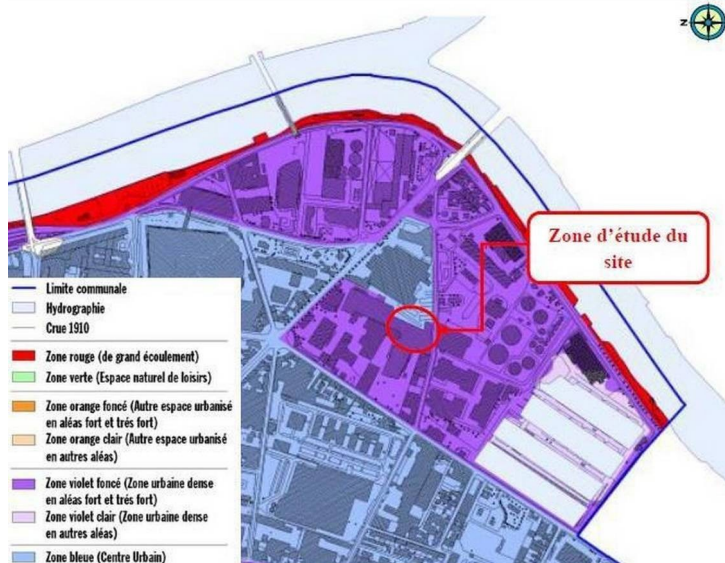 N
Zone d'étude du
site
Limite communale
Hydrographie
Crue 1910
Zone rouge (de grand écoulement)
Zone verte (Espace naturel de loisirs)
Zone orange foncé (Autre espace urbanisé
en aléas fort et trés fort)
Zone orange clair (Autre espace urbanisé
en autres aléas)
Zone violet foncé (Zone urbaine dense
en aléas fort et trés fort)
Zone violet clair (Zone urbaine dense
en autres aléas)
Zone bleue (Centre Urbain)